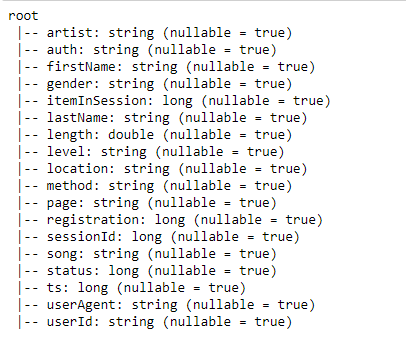 root
 |-- artist: string (nullable = true)
 |-- auth: string (nullable = true)
 |-- firstName: string (nullable = true)
 |-- gender: string (nullable = true)
 |-- itemInSession: long (nullable = true)
 |-- lastName: string (nullable = true)
 |-- length: double (nullable = true)
 |-- level: string (nullable = true)
 |-- location: string (nullable = true)
 |-- method: string (nullable = true)
 |-- page: string (nullable = true)
 |-- registration: long (nullable = true)
 |-- sessionId: long (nullable = true)
 |-- song: string (nullable = true)
 |-- status: long (nullable = true)
 |-- ts: long (nullable = true)
 |-- userAgent: string (nullable = true)
 |-- userId: string (nullable = true)